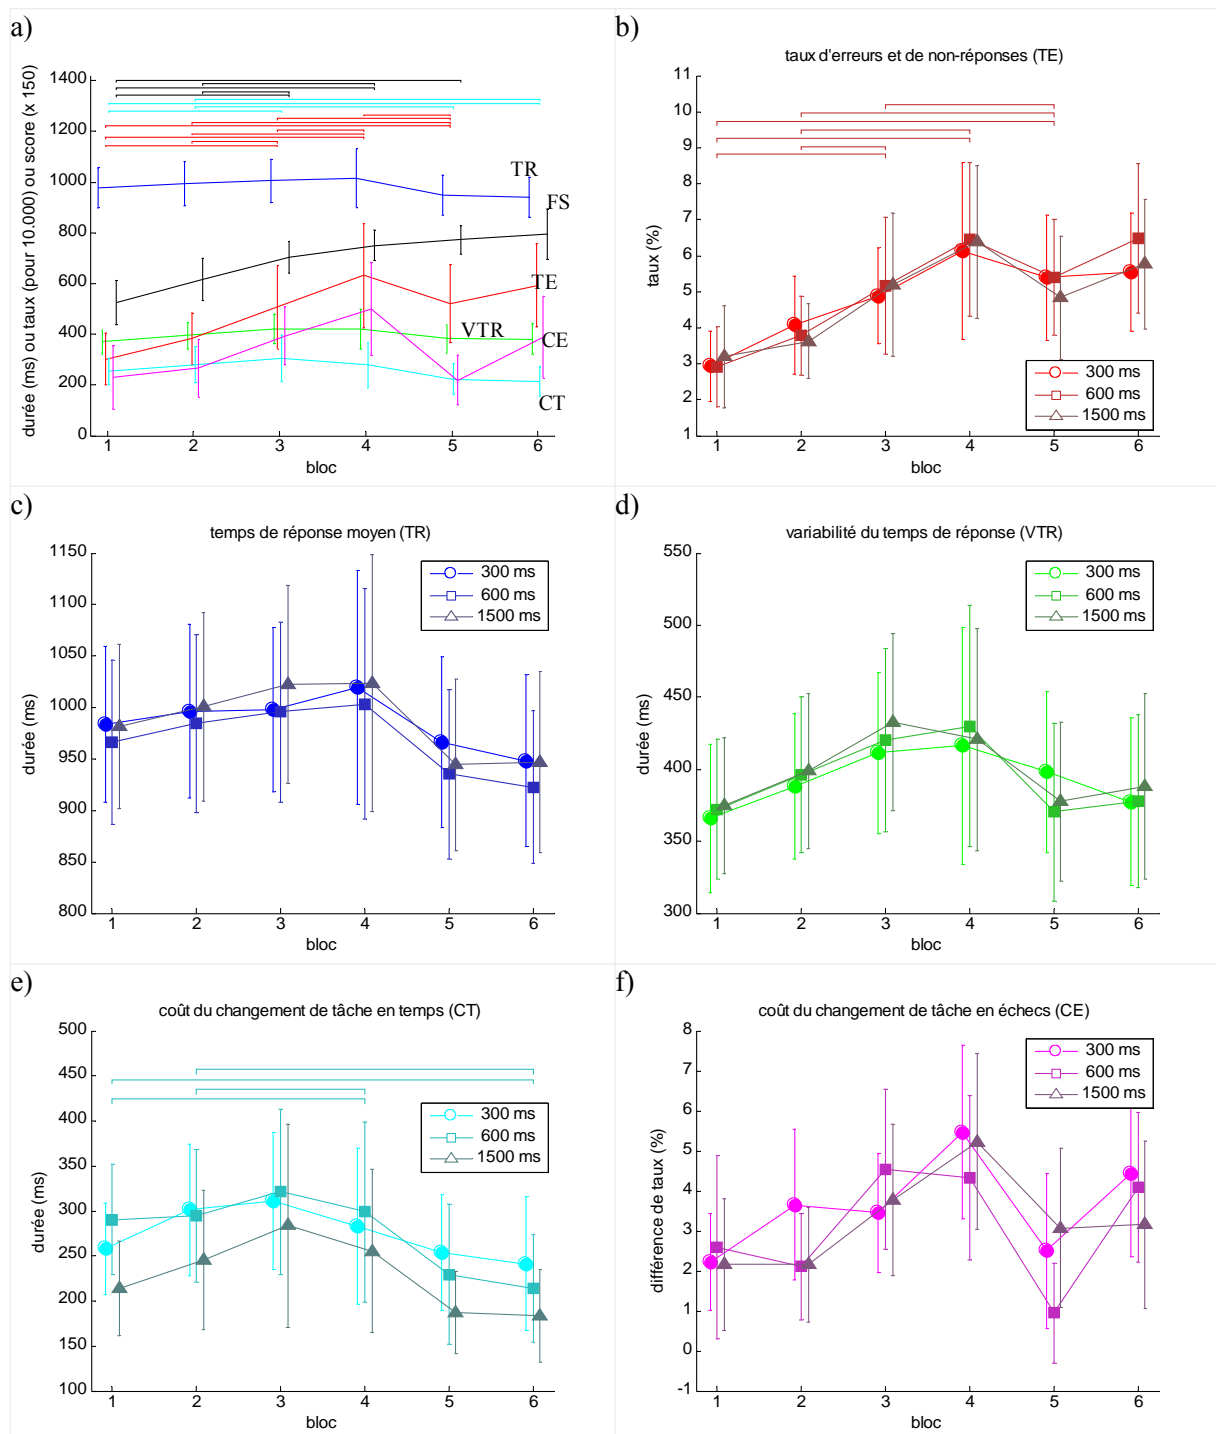 a)
durée (ms) ou taux (pour 10.000) ou score (x 150)
1400
1200
1000
800
600
400
200
0
TR
FS
TE
VTR
CE
CT
1 2 3 4 5 6
bloc
b)
taux d'erreurs et de non-réponses (TE)
taux (%)
11
10
9
8
7
6
5
4
3
2
1
300 ms
600 ms
1500 ms
1 2 3 4 5 6
bloc
c)
temps de réponse moyen (TR)
durée (ms)
1150
1100
1050
1000
950
900
850
800
300 ms
600 ms
1500 ms
1 2 3 4 5 6
bloc
d)
variabilité du temps de réponse (VTR)
durée (ms)
550
500
450
400
350
300
300 ms
600 ms
1500 ms
1 2 3 4 5 6
bloc
e)
coût du changement de tâche en temps (CT)
durée (ms)
500
450
400
350
300
250
200
150
100
300 ms
600 ms
1500 ms
1 2 3 4 5 6
bloc
f)
coût du changement de tâche en échecs (CE)
différence de taux (%)
8
7
6
5
4
3
2
1
0
-1
300 ms
600 ms
1500 ms
1 2 3 4 5 6
bloc